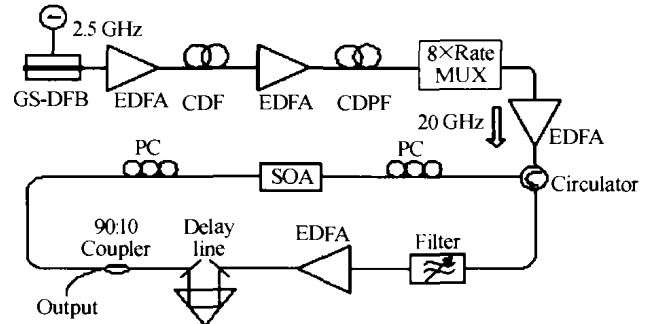 2.5 GHz
GS-DFB
EDFA
CDF
EDFA
CDPF
8×Rate
MUX
20 GHz
EDFA
PC
SOA
PC
Circulator
90:10
Coupler
Delay
line
EDFA
Filter
Output